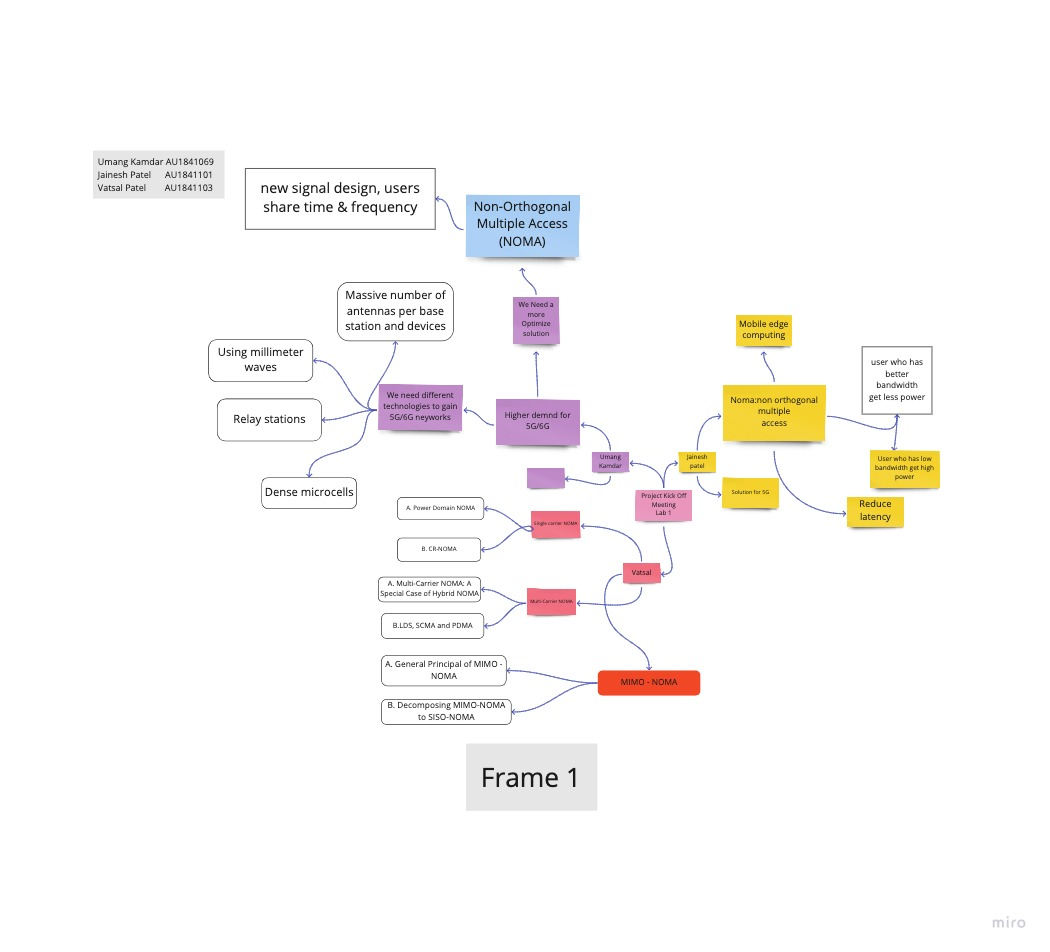 Umang Kamdar AU1841069
Jainesh Patel AU1841101
Vatsal Patel AU1841103
new signal design, users
share time & frequency
Non-Orthogonal
Multiple Access
(NOMA)
Massive number of
antennas per base
station and devices
We Need a
more
Optimize
solution
Mobile edge
computing
Using millimeter
waves
user who has
better
bandwidth
get less power
We need different
technologies to gain
5G/6G neyworks
Higher demnd for
5G/6G
Noma:non orthogonal
multiple
access
Relay stations
Umang
Kamdar
Jainesh
patel
User who has low
bandwidth get high
power
Dense microcells
Project Kick Off
Meeting
Lab 1
Solution for 5G
Reduce
latency
A. Power Domain NOMA
Single carrier NOMA
B. CR-NOMA
Vatsal
A. Multi-Carrier NOMA: A
Special Case of Hybrid NOMA
Multi-Carrier NOMA
B.LDS, SCMA and PDMA
A. General Principal of MIMO -
NOMA
MIMO - NOMA
B. Decomposing MIMO-NOMA
to SISO-NOMA
Frame 1
miro